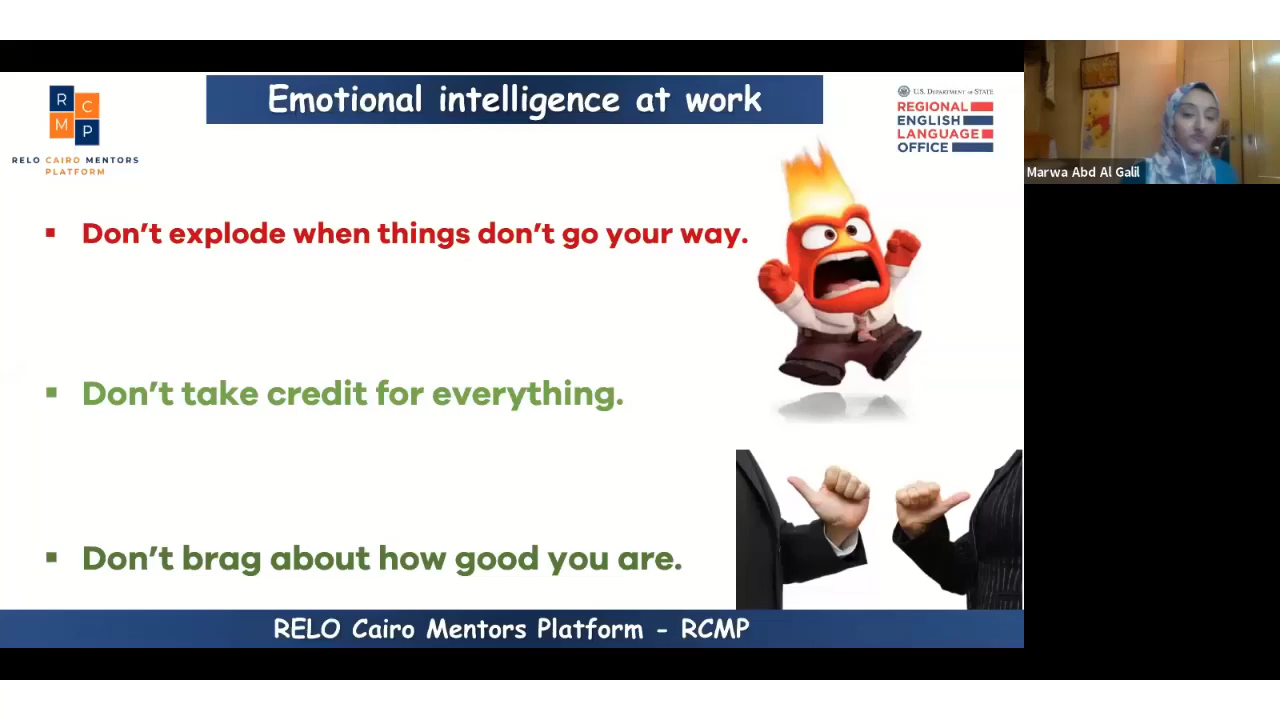 Emotional intelligence at work
R
C
M
P
RELO CAIRO MENTORS
PLATFORM
U.S. DEPARTMENT OF STATE
REGIONAL
ENGLISH
LANGUAGE
OFFICE
Marwa Abd Al Galil
▪ Don't explode when things don't go your way.
▪ Don't take credit for everything.
▪ Don't brag about how good you are.
RELO Cairo Mentors Platform - RCMP